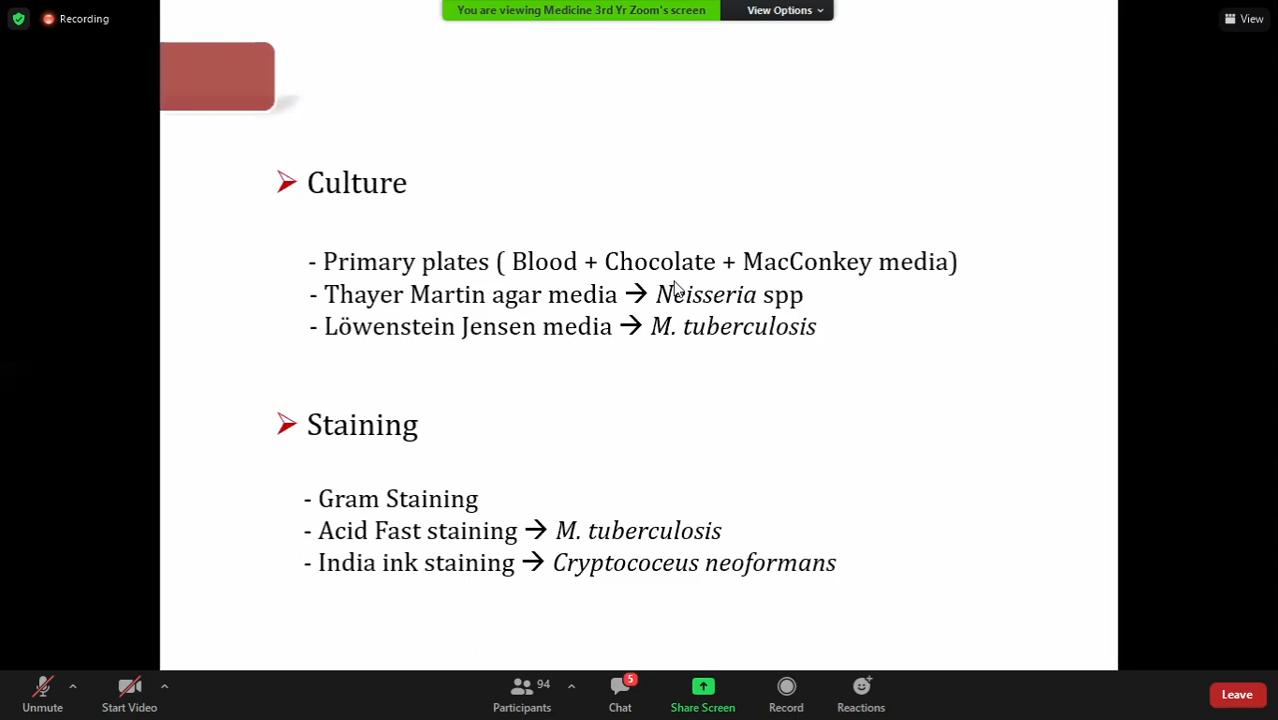 Recording
You are viewing Medicine 3rd Yr Zoom's screen
View Options
View
➢ Culture
- Primary plates ( Blood + Chocolate + MacConkey media)
- Thayer Martin agar media → Neisseria spp
- Löwenstein Jensen media → M. tuberculosis
➢ Staining
- Gram Staining
- Acid Fast staining → M. tuberculosis
- India ink staining → Cryptococeus neoformans
Unmute
Start Video
94
Participants
5
Chat
Share Screen
Record
Reactions
Leave